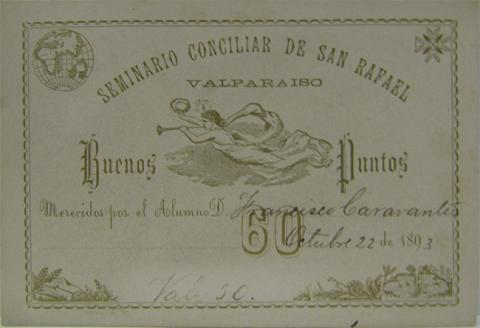 SEMINARIO CONCILIAR DE SAN RAFAEL
VALPARAISO
Buenos Puntos
Merecidos por el Alumno D. Francisco Caravantes
60
Octubre 22 de 1893
Val 50.